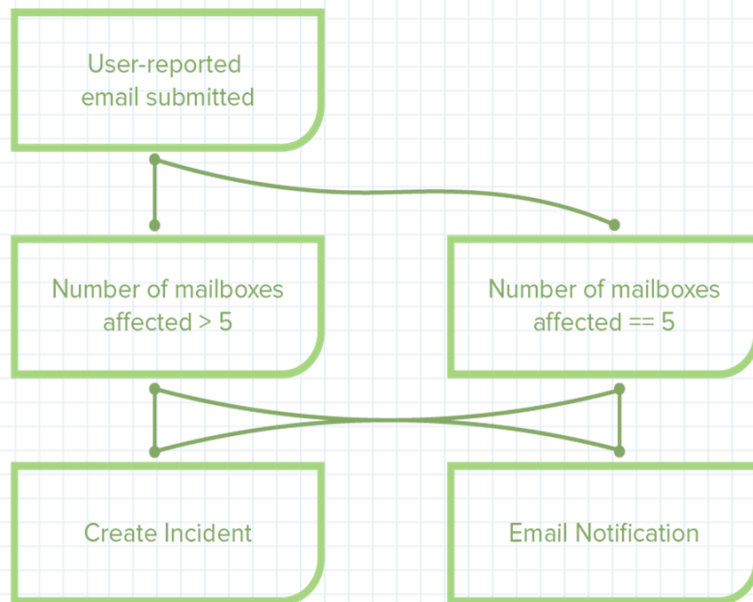 User-reported
email submitted
Number of mailboxes
affected > 5
Number of mailboxes
affected == 5
Create Incident
Email Notification